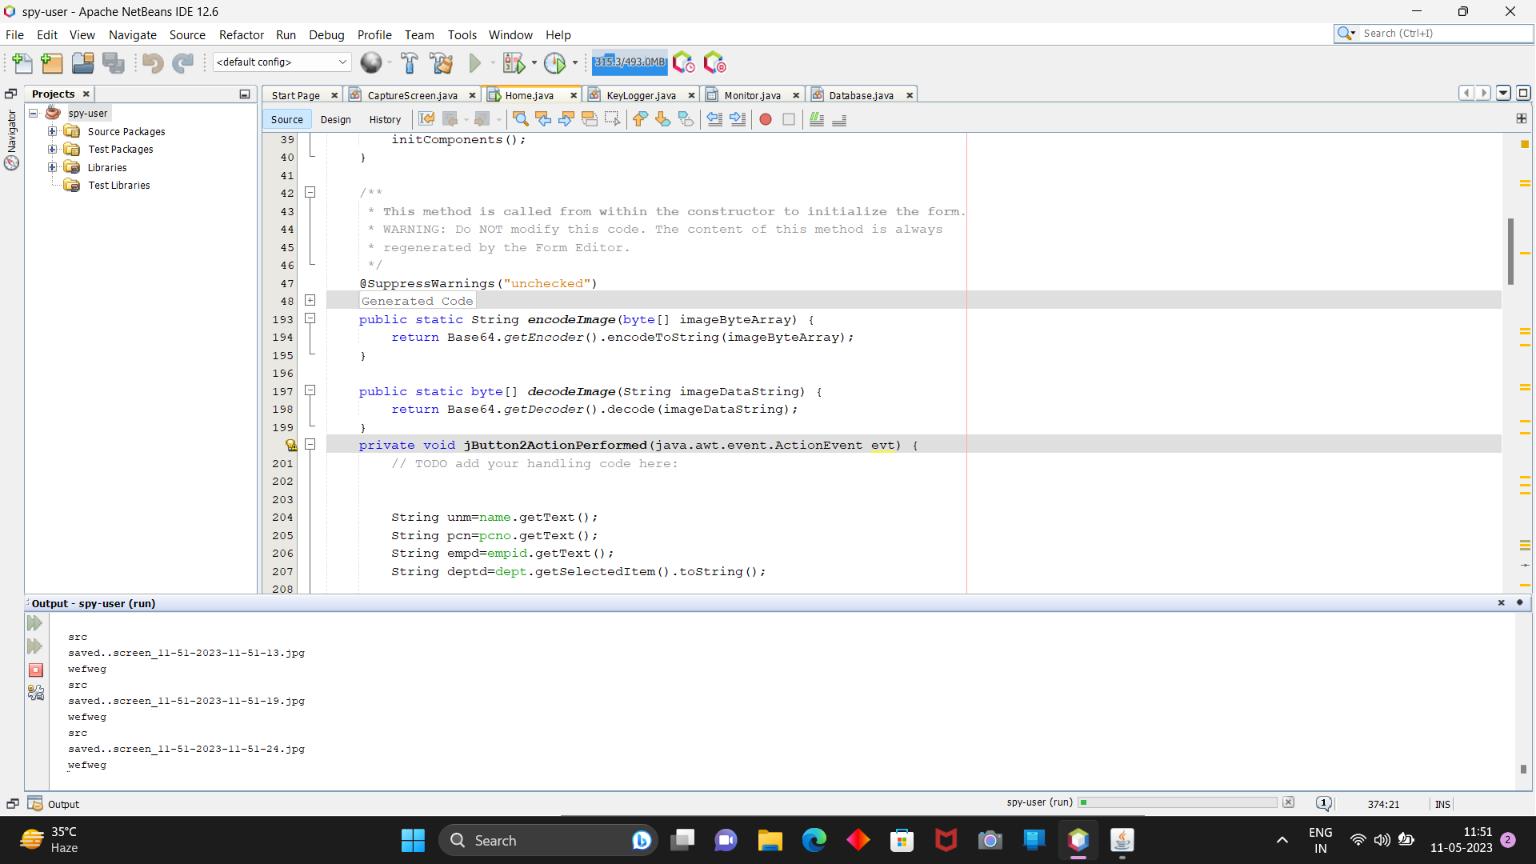 spy-user - Apache NetBeans IDE 12.6
File Edit View Navigate Source Refactor Run Debug Profile Team Tools Window Help
Search (Ctrl+I)
<default config>
315.3/493.0MB
Projects
Start Page CaptureScreen.java Home.java KeyLogger.java Monitor.java Database.java
Navigator
spy-user
Source Packages
Test Packages
Libraries
Test Libraries
Source Design History
39 initComponents();
40 }
41
42 /**
43 * This method is called from within the constructor to initialize the form.
44 * WARNING: Do NOT modify this code. The content of this method is always
45 * regenerated by the Form Editor.
46 */
47 @SuppressWarnings("unchecked")
48 Generated Code
193 public static String encodeImage(byte[] imageByteArray) {
194 return Base64.getEncoder().encodeToString(imageByteArray);
195 }
196
197 public static byte[] decodeImage(String imageDataString) {
198 return Base64.getDecoder().decode(imageDataString);
199 }
private void jButton2ActionPerformed(java.awt.event.ActionEvent evt) {
201 // TODO add your handling code here:
202
203
204 String unm=name.getText();
205 String pcn=pcno.getText();
206 String empd=empid.getText();
207 String deptd=dept.getSelectedItem().toString();
208
Output - spy-user (run)
src
saved..screen_11-51-2023-11-51-13.jpg
wefweg
src
saved..screen_11-51-2023-11-51-19.jpg
wefweg
src
saved..screen_11-51-2023-11-51-24.jpg
wefweg
Output
spy-user (run)
1
374:21
INS
35°C
Haze
Search
ENG
IN
11:51
11-05-2023
2